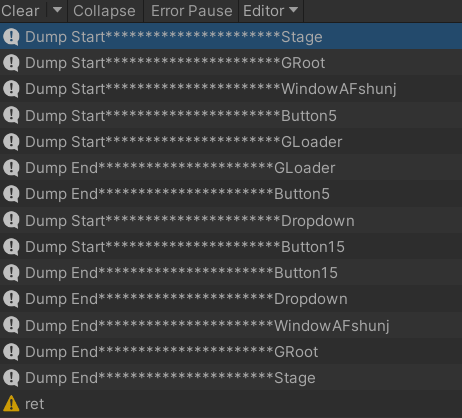 Clear Collapse Error Pause Editor
Dump Start**********************Stage
Dump Start**********************GRoot
Dump Start**********************WindowAFshunj
Dump Start**********************Button5
Dump Start**********************GLoader
Dump End**********************GLoader
Dump End**********************Button5
Dump Start**********************Dropdown
Dump Start**********************Button15
Dump End**********************Button15
Dump End**********************Dropdown
Dump End**********************WindowAFshunj
Dump End**********************GRoot
Dump End**********************Stage
ret